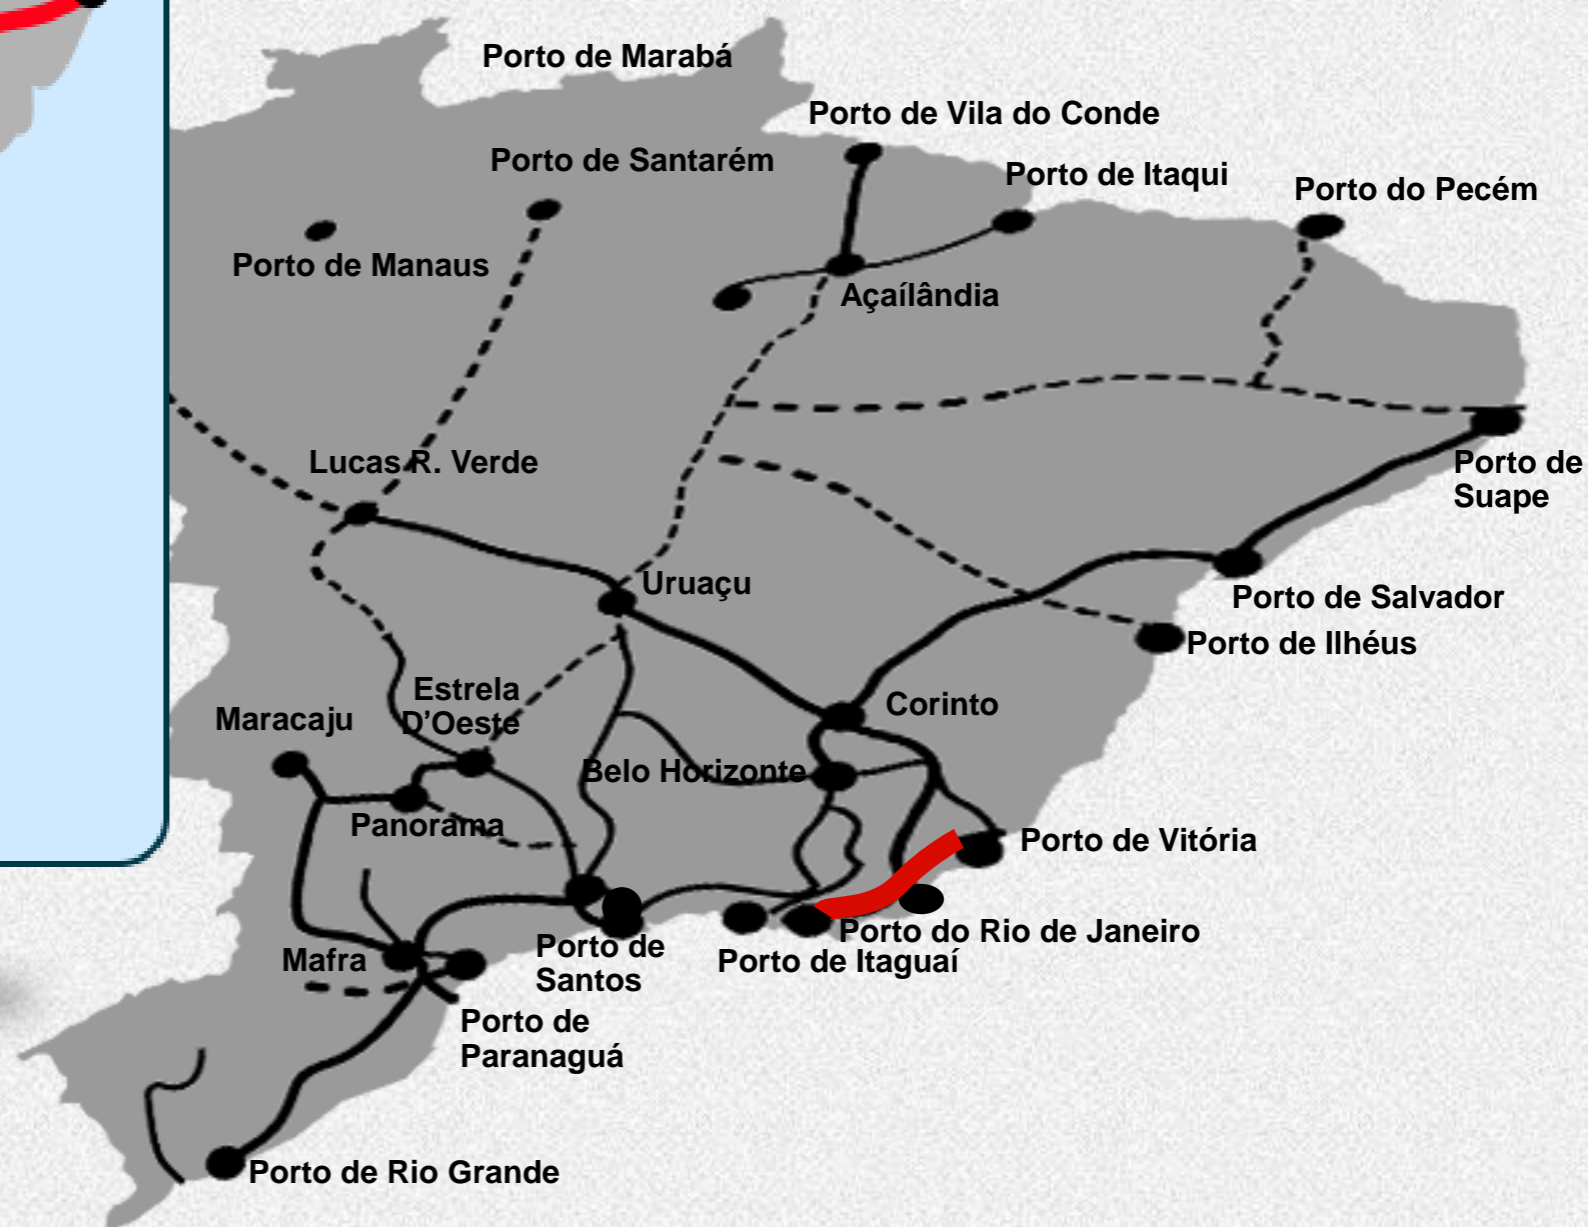 Porto de Marabá
Porto de Vila do Conde
Porto de Santarém
Porto de Itaqui
Porto do Pecém
Porto de Manaus
Açaílândia
Lucas R. Verde
Porto de
Suape
Uruaçu
Porto de Salvador
Porto de Ilhéus
Estrela
D’Oeste
Maracaju
Corinto
Belo Horizonte
Panorama
Porto de Vitória
Porto do Rio de Janeiro
Porto de Itaguaí
Porto de
Santos
Mafra
Porto de
Paranaguá
Porto de Rio Grande